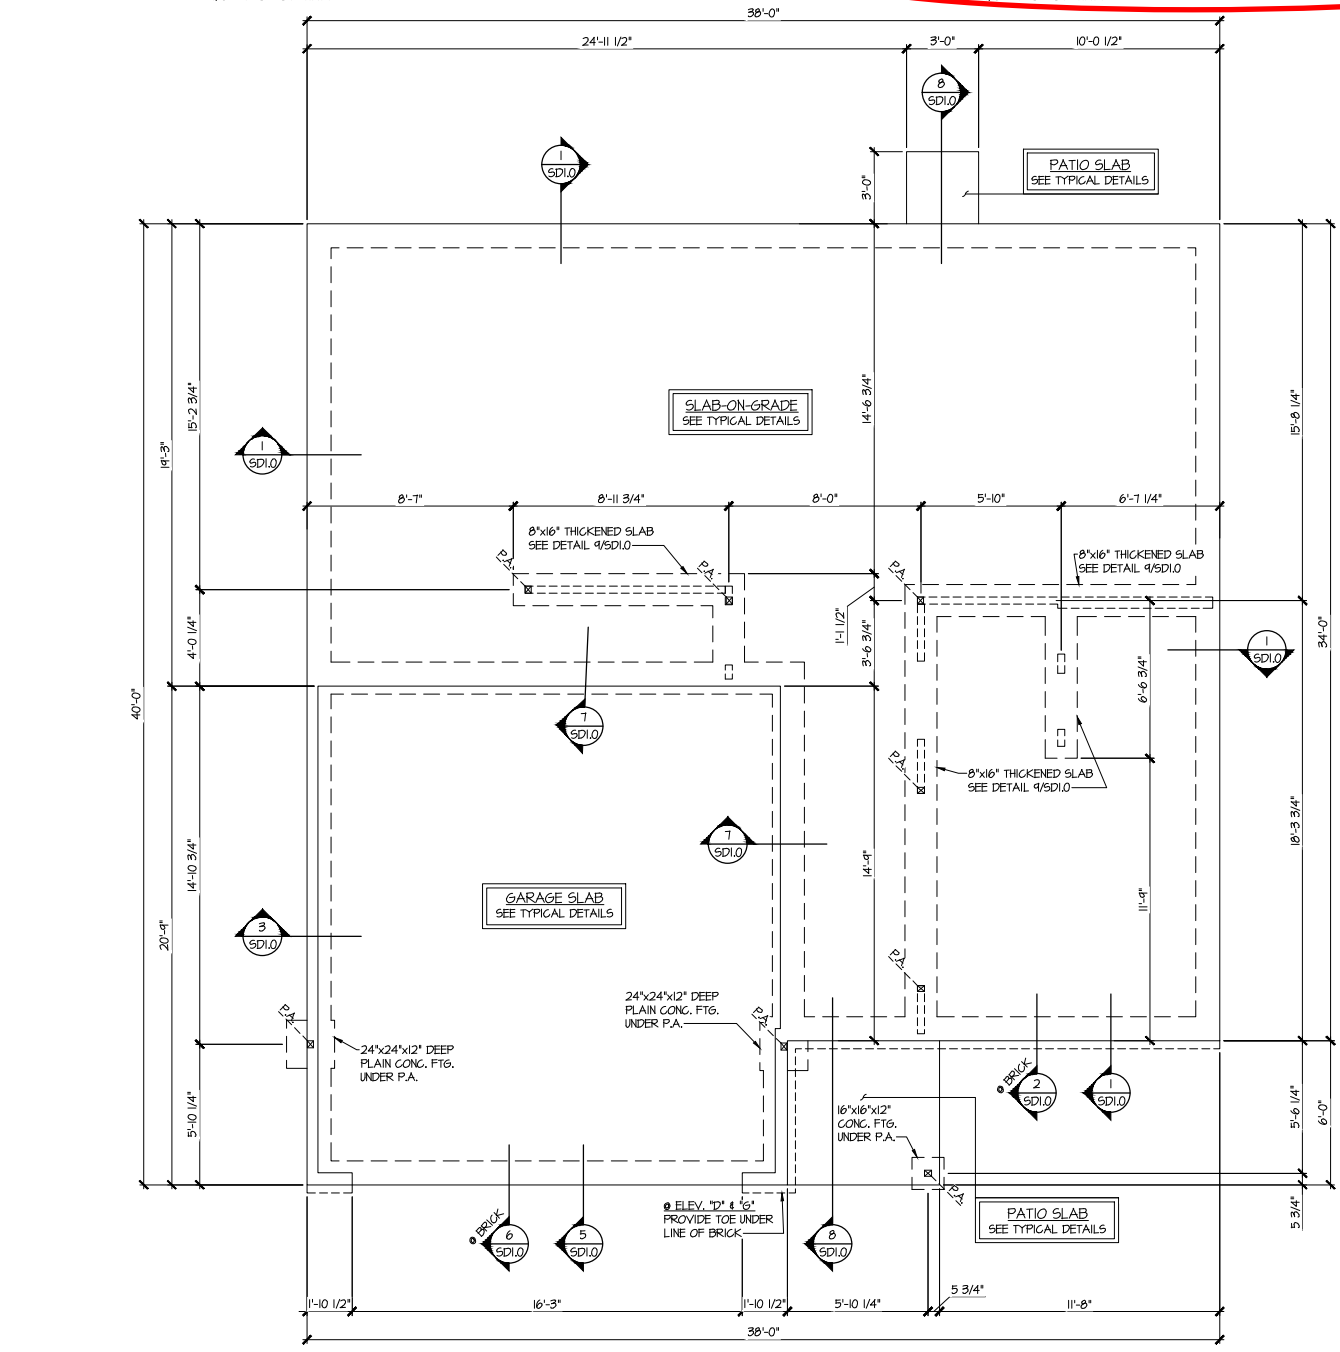 38'-0"
24'-11 1/2"
3'-0"
10'-0 1/2"
8
SD1.0
1
SD1.0
PATIO SLAB
SEE TYPICAL DETAILS
3'-0"
15'-2 3/4"
19'-3"
14'-6 3/4"
15'-8 1/4"
SLAB-ON-GRADE
SEE TYPICAL DETAILS
1
SD1.0
8'-7"
8'-11 3/4"
8'-0"
5'-10"
6'-7 1/4"
8"x16" THICKENED SLAB
SEE DETAIL 9/SD1.0
P.A.
P.A.
P.A.
8"x16" THICKENED SLAB
SEE DETAIL 9/SD1.0
4'-0 1/4"
1'-1 1/2"
3'-6 3/4"
34'-0"
1
SD1.0
6'-6 3/4"
40'-0"
7
SD1.0
P.A.
8"x16" THICKENED SLAB
SEE DETAIL 9/SD1.0
7
SD1.0
14'-10 3/4"
14'-9"
18'-3 3/4"
11'-9"
GARAGE SLAB
SEE TYPICAL DETAILS
3
SD1.0
20'-9"
P.A.
24"x24"x12" DEEP
PLAIN CONC. FTG.
UNDER P.A.
P.A.
P.A.
24"x24"x12" DEEP
PLAIN CONC. FTG.
UNDER P.A.
@ BRICK
2
SD1.0
1
SD1.0
5'-10 1/4"
16"x16"x12"
CONC. FTG.
UNDER P.A.
5'-6 1/4"
6'-0"
P.A.
@ ELEV. "D" & "G"
PROVIDE TOE UNDER
LINE OF BRICK
PATIO SLAB
SEE TYPICAL DETAILS
5 3/4"
@ BRICK
6
SD1.0
5
SD1.0
8
SD1.0
1'-10 1/2"
16'-3"
1'-10 1/2"
5'-10 1/4"
5 3/4"
11'-8"
38'-0"